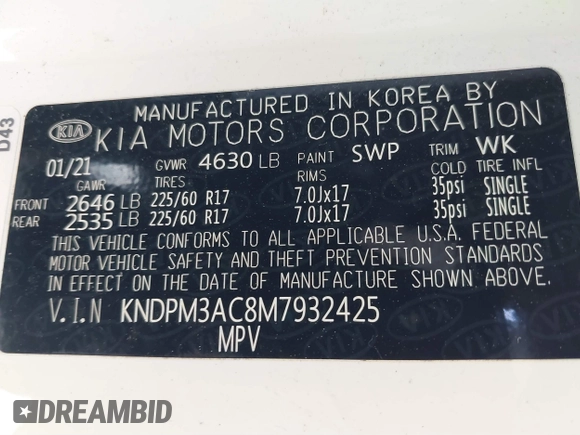 D43
MANUFACTURED IN KOREA BY
KIA KIA MOTORS CORPORATION
01/21 GVWR 4630 LB PAINT SWP TRIM WK
GAWR TIRES RIMS COLD TIRE INFL
FRONT 2646 LB 225/60 R17 7.0Jx17 35psi SINGLE
REAR 2535 LB 225/60 R17 7.0Jx17 35psi SINGLE
THIS VEHICLE CONFORMS TO ALL APPLICABLE U.S.A. FEDERAL
MOTOR VEHICLE SAFETY AND THEFT PREVENTION STANDARDS
IN EFFECT ON THE DATE OF MANUFACTURE SHOWN ABOVE.
V.I.N KNDPM3AC8M7932425
MPV
DREAMBID